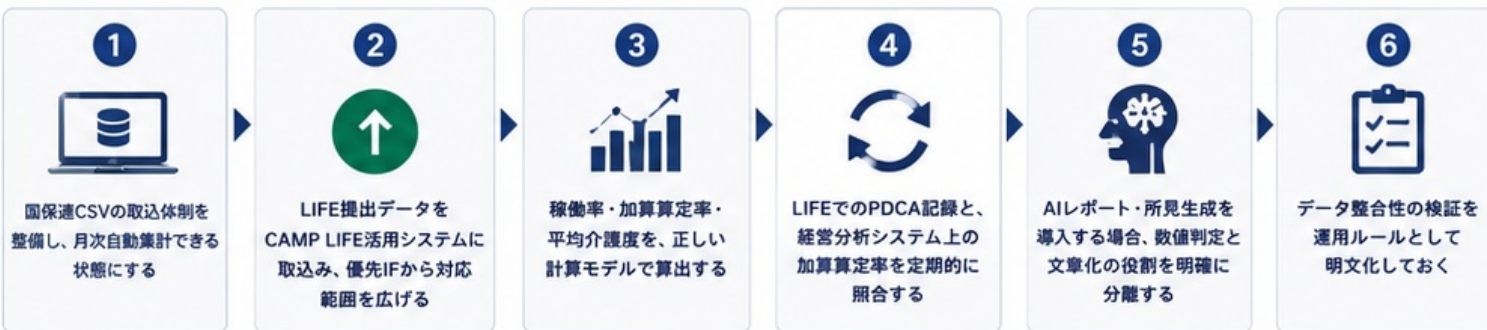 1
国保連CSVの取込体制を
整備し、月次自動集計できる
状態にする
2
LIFE提出データを
CAMP LIFE活用システムに
取込み、優先IFから対応
範囲を広げる
3
稼働率・加算算定率・
平均介護度を、正しい
計算モデルで算出する
4
LIFEでのPDCA記録と、
経営分析システム上の
加算算定率を定期的に
照合する
5
AIレポート・所見生成を
導入する場合、数値判定と
文章化の役割を明確に
分離する
6
データ整合性の検証を
運用ルールとして
明文化しておく